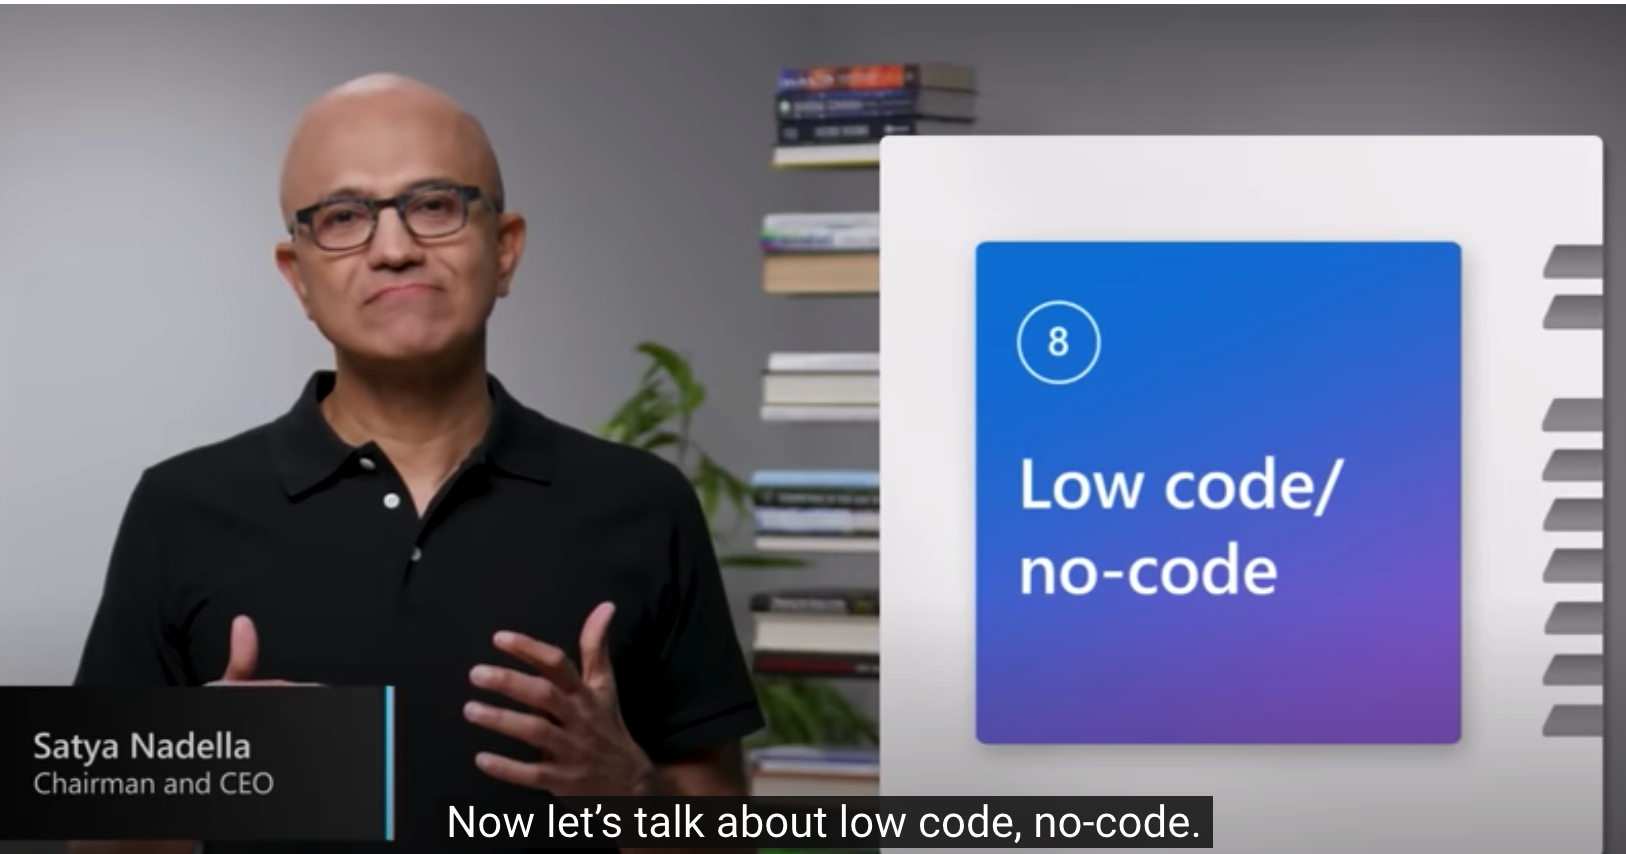 8
Low code/
no-code
Satya Nadella
Chairman and CEO
Now let’s talk about low code, no-code.